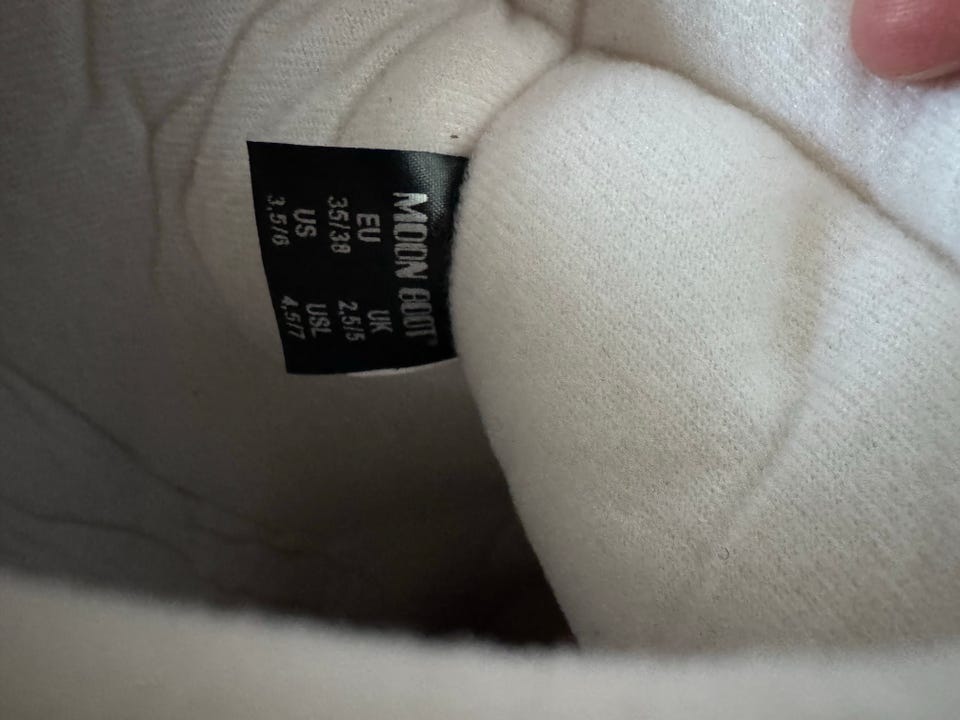 MOON BOOT
EU UK
35/38 2,5/5
US USL
3,5/6 4,5/7